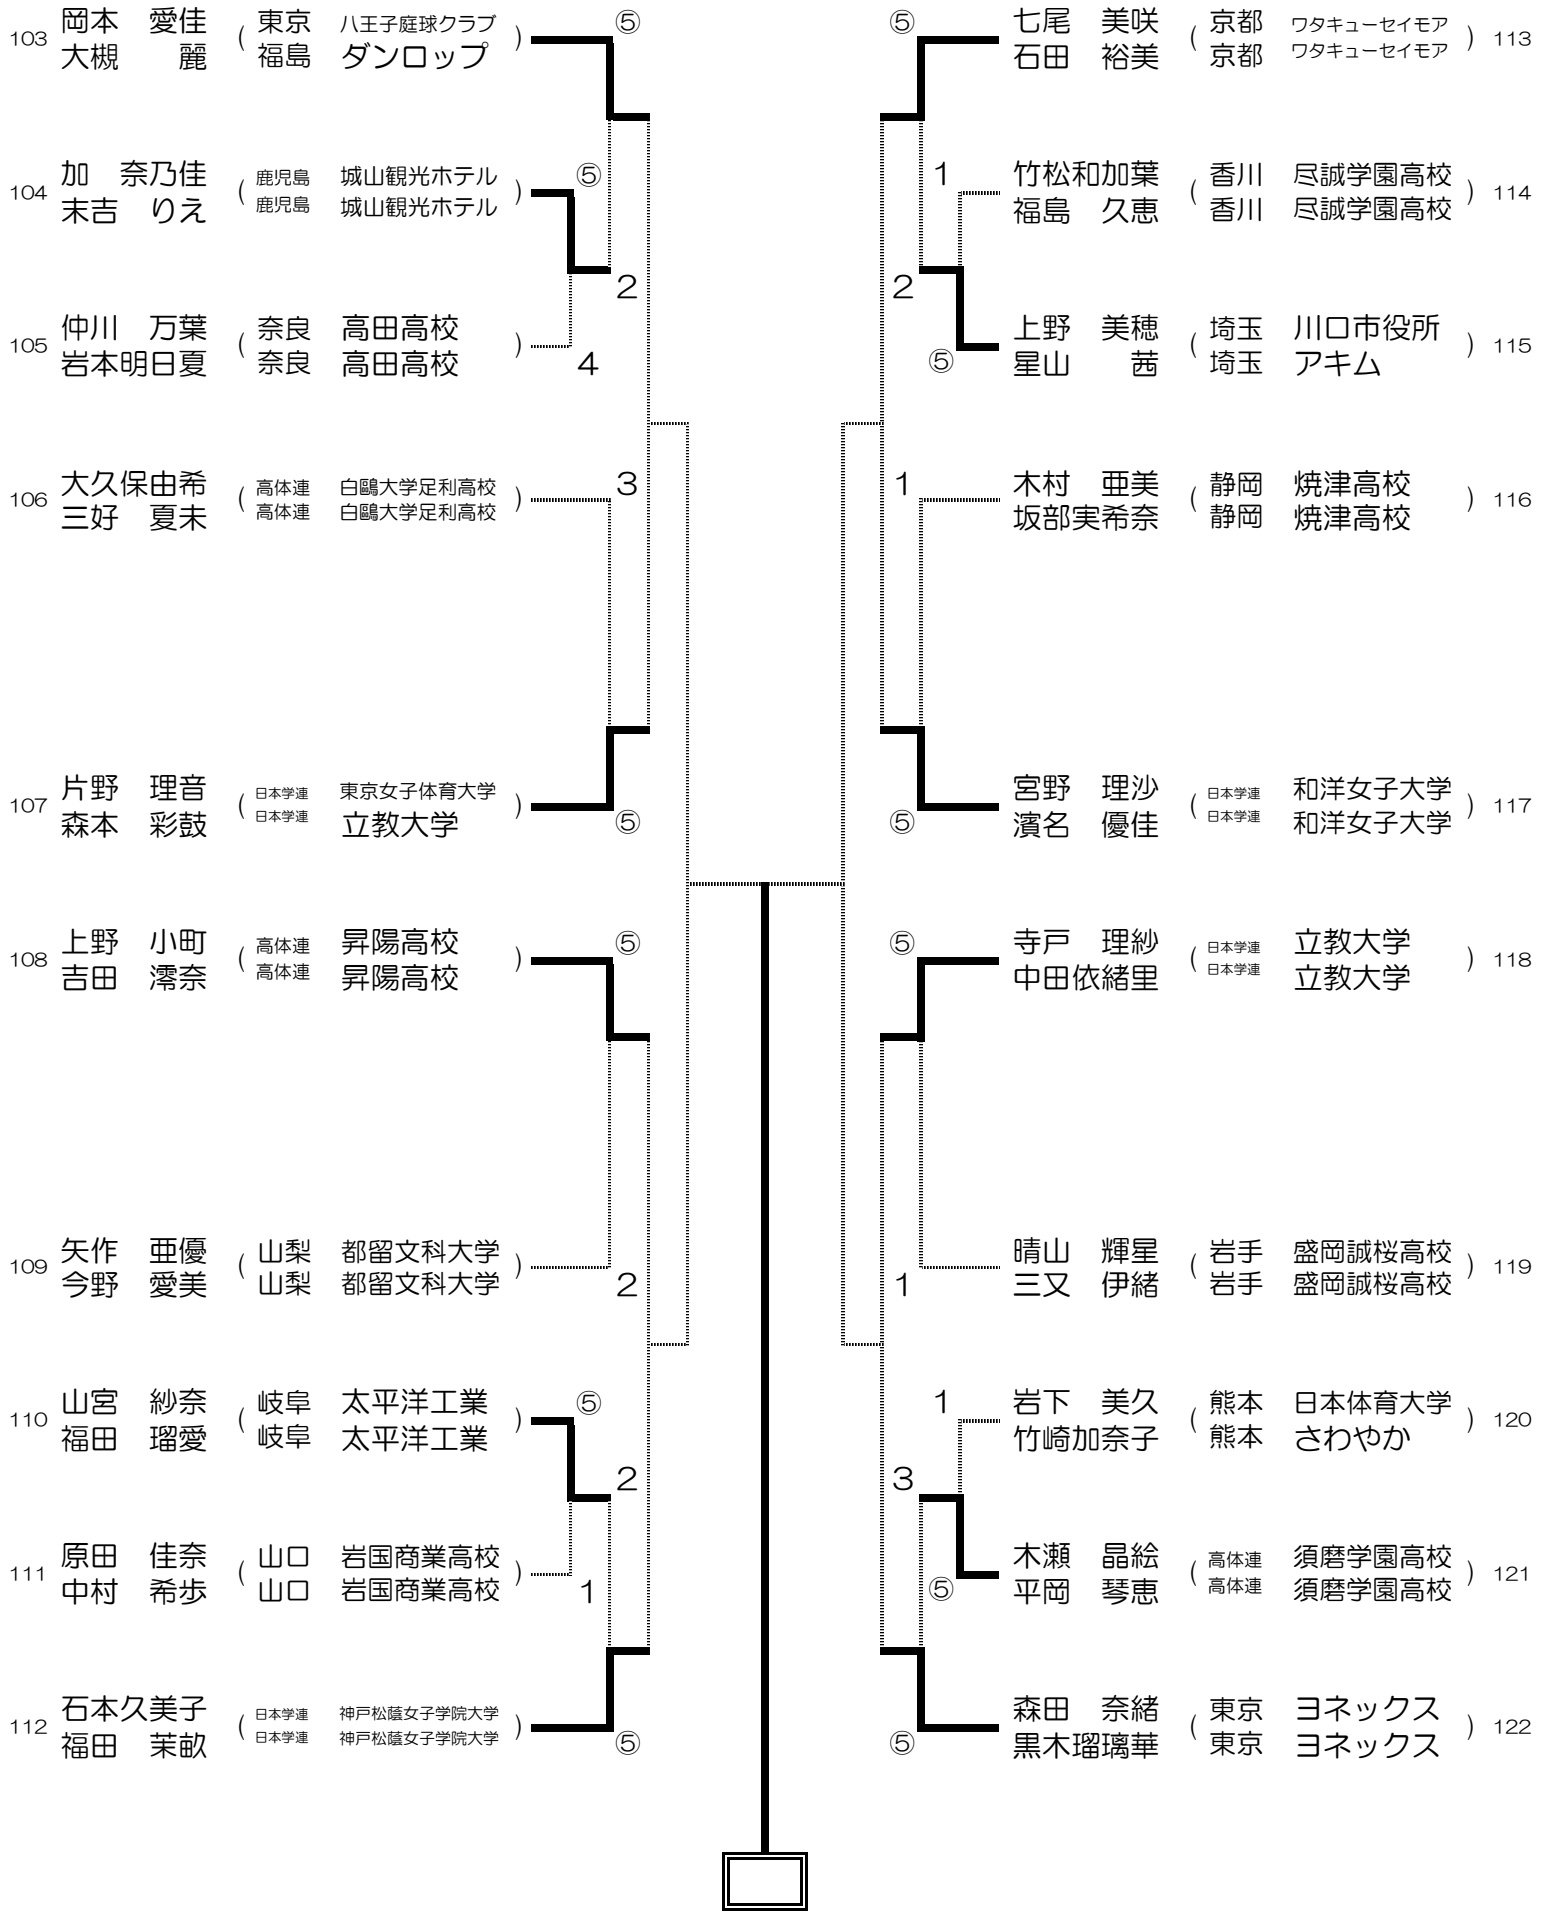 103 岡本　愛佳 ( 東京 八王子庭球クラブ )
大槻　麗 福島 ダンロップ
⑤
104 加　奈乃佳 ( 鹿児島 城山観光ホテル )
末吉　りえ 鹿児島 城山観光ホテル
⑤
2
105 仲川　万葉 ( 奈良 高田高校 )
岩本明日夏 奈良 高田高校
4
106 大久保由希 ( 高体連 白鷗大学足利高校 )
三好　夏未 高体連 白鷗大学足利高校
3
107 片野　理音 ( 日本学連 東京女子体育大学 )
森本　彩鼓 日本学連 立教大学
⑤
108 上野　小町 ( 高体連 昇陽高校 )
吉田　澪奈 高体連 昇陽高校
⑤
109 矢作　亜優 ( 山梨 都留文科大学 )
今野　愛美 山梨 都留文科大学
2
110 山宮　紗奈 ( 岐阜 太平洋工業 )
福田　瑠愛 岐阜 太平洋工業
⑤
2
111 原田　佳奈 ( 山口 岩国商業高校 )
中村　希歩 山口 岩国商業高校
1
112 石本久美子 ( 日本学連 神戸松蔭女子学院大学 )
福田　茉畝 日本学連 神戸松蔭女子学院大学
⑤
⑤
七尾　美咲 ( 京都 ワタキューセイモア ) 113
石田　裕美 京都 ワタキューセイモア
1
竹松和加葉 ( 香川 尽誠学園高校 ) 114
福島　久恵 香川 尽誠学園高校
2
上野　美穂 ( 埼玉 川口市役所 ) 115
星山　茜 埼玉 アキム
⑤
1
木村　亜美 ( 静岡 焼津高校 ) 116
坂部実希奈 静岡 焼津高校
宮野　理沙 ( 日本学連 和洋女子大学 ) 117
濱名　優佳 日本学連 和洋女子大学
⑤
⑤
寺戸　理紗 ( 日本学連 立教大学 ) 118
中田依緒里 日本学連 立教大学
晴山　輝星 ( 岩手 盛岡誠桜高校 ) 119
三又　伊緒 岩手 盛岡誠桜高校
1
1
岩下　美久 ( 熊本 日本体育大学 ) 120
竹崎加奈子 熊本 さわやか
3
木瀬　晶絵 ( 高体連 須磨学園高校 ) 121
平岡　琴恵 高体連 須磨学園高校
⑤
森田　奈緒 ( 東京 ヨネックス ) 122
黒木瑠璃華 東京 ヨネックス
⑤